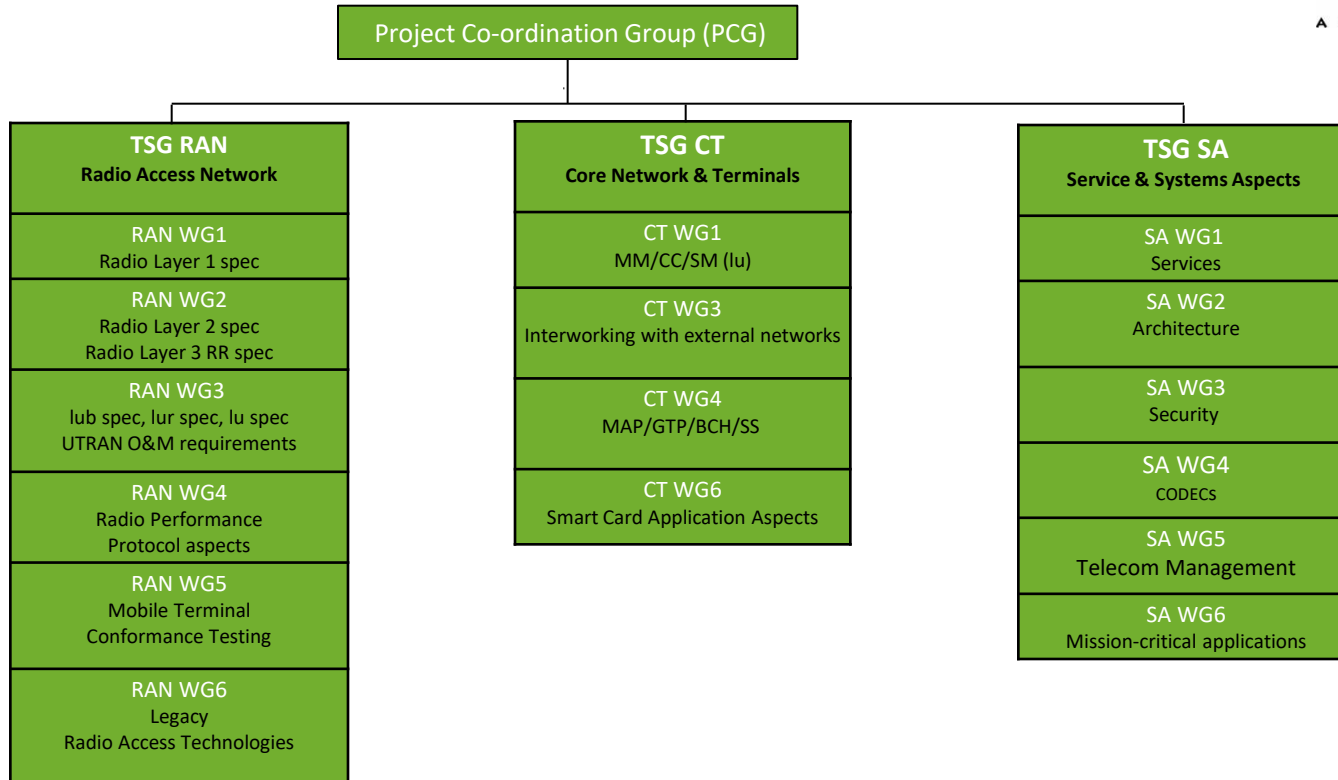 Project Co-ordination Group (PCG)
A
TSG RAN
Radio Access Network
RAN WG1
Radio Layer 1 spec
RAN WG2
Radio Layer 2 spec
Radio Layer 3 RR spec
RAN WG3
lub spec, lur spec, lu spec
UTRAN O&M requirements
RAN WG4
Radio Performance
Protocol aspects
RAN WG5
Mobile Terminal
Conformance Testing
RAN WG6
Legacy
Radio Access Technologies
TSG CT
Core Network & Terminals
CT WG1
MM/CC/SM (lu)
CT WG3
Interworking with external networks
CT WG4
MAP/GTP/BCH/SS
CT WG6
Smart Card Application Aspects
TSG SA
Service & Systems Aspects
SA WG1
Services
SA WG2
Architecture
SA WG3
Security
SA WG4
CODECs
SA WG5
Telecom Management
SA WG6
Mission-critical applications